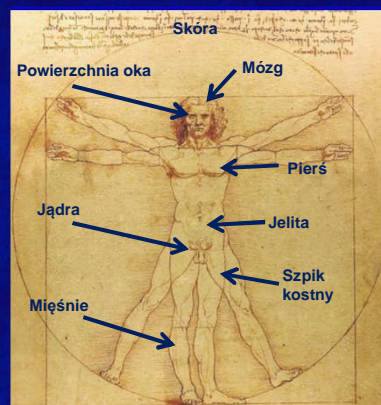 Skóra
Powierzchnia oka
Mózg
Pierś
Jądra
Jelita
Szpik
kostny
Mięśnie